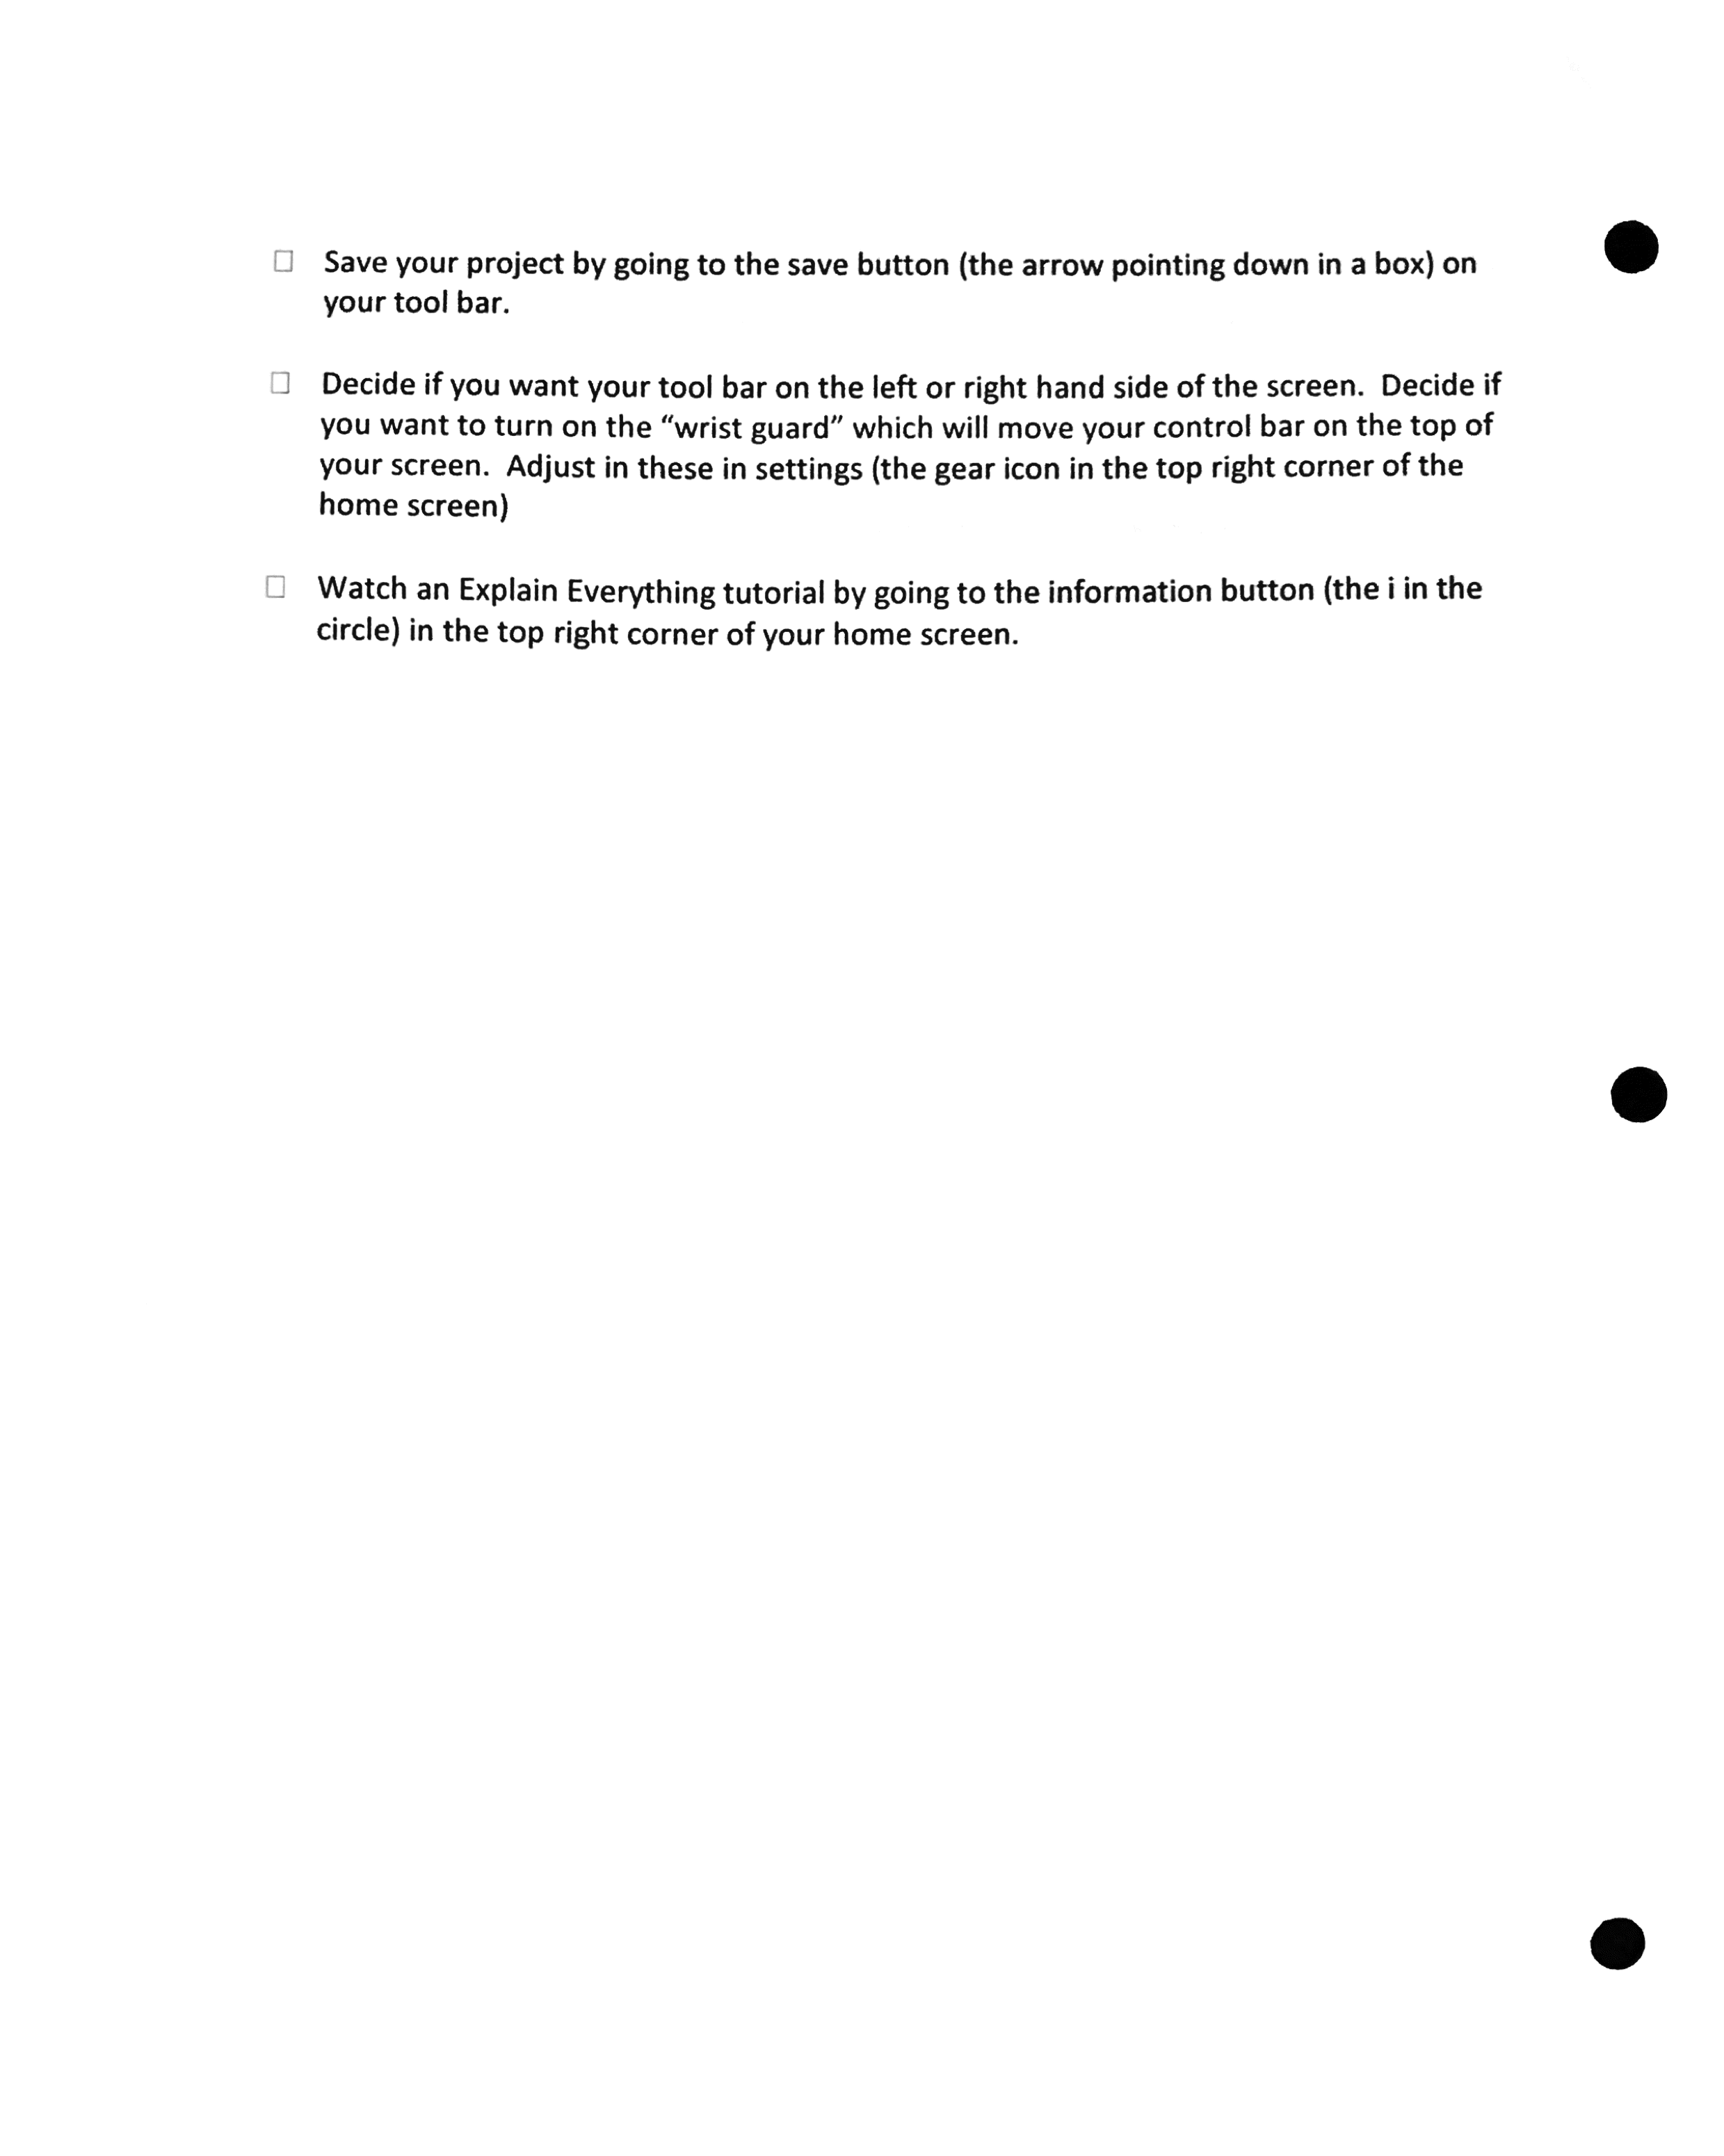 ☐ Save your project by going to the save button (the arrow pointing down in a box) on
your tool bar.
☐ Decide if you want your tool bar on the left or right hand side of the screen.  Decide if
you want to turn on the “wrist guard” which will move your control bar on the top of
your screen.  Adjust in these in settings (the gear icon in the top right corner of the
home screen)
☐ Watch an Explain Everything tutorial by going to the information button (the i in the
circle) in the top right corner of your home screen.